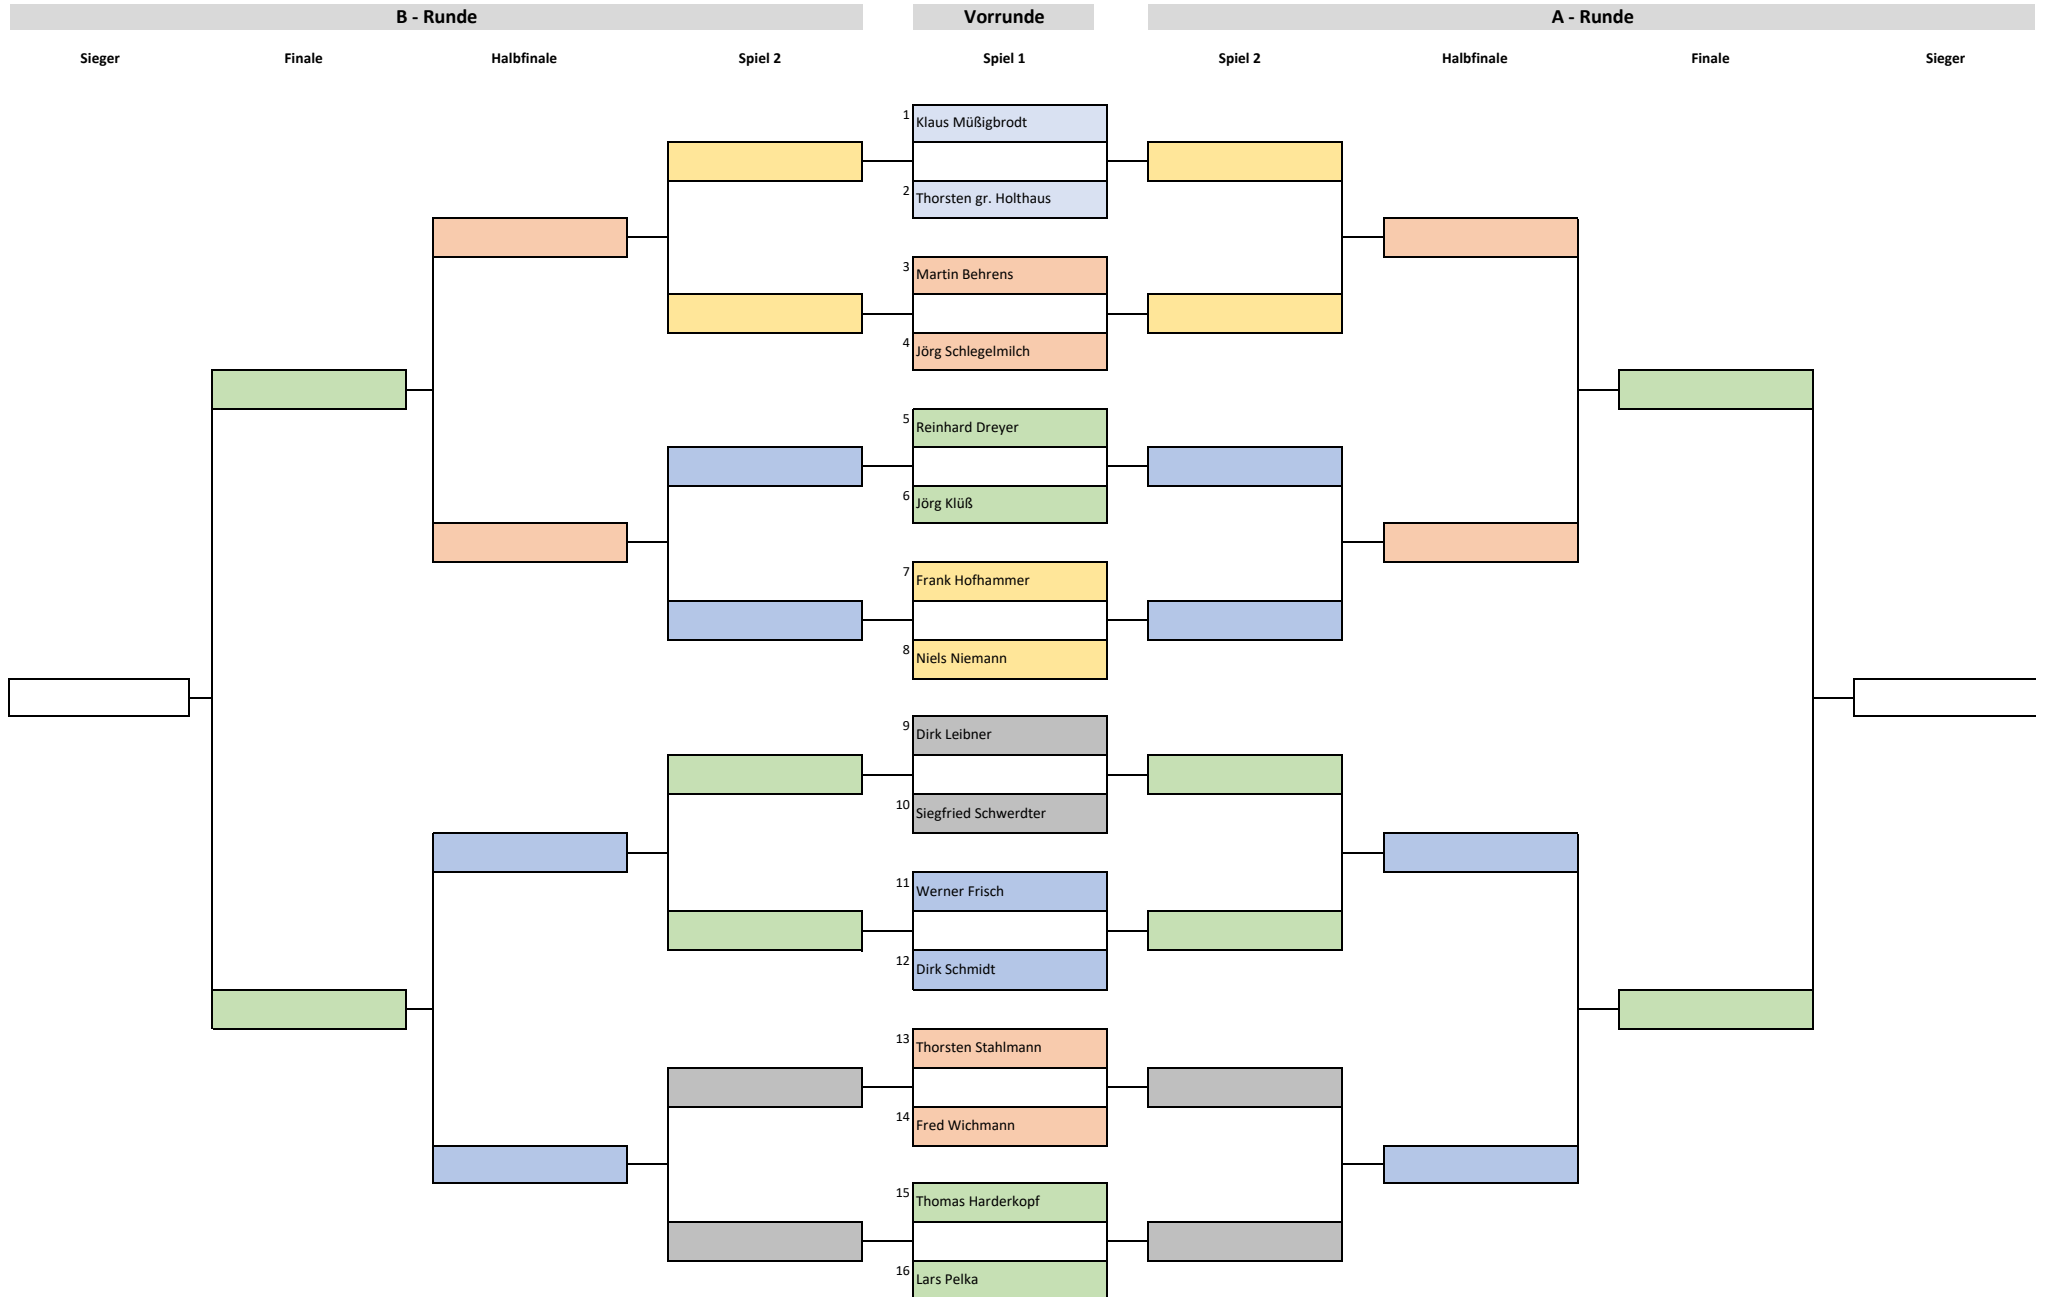 B - Runde Vorrunde A - Runde
Sieger Finale Halbfinale Spiel 2 Spiel 1 Spiel 2 Halbfinale Finale Sieger
1 Klaus Müßigbrodt
2 Thorsten gr. Holthaus
3 Martin Behrens
4 Jörg Schlegelmilch
5 Reinhard Dreyer
6 Jörg Klüß
7 Frank Hofhammer
8 Niels Niemann
9 Dirk Leibner
10 Siegfried Schwerdter
11 Werner Frisch
12 Dirk Schmidt
13 Thorsten Stahlmann
14 Fred Wichmann
15 Thomas Harderkopf
16 Lars Pelka